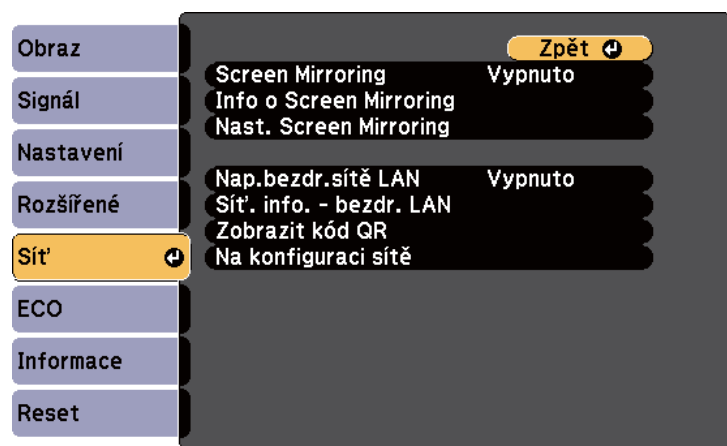 Obraz
Signál
Nastavení
Rozšířené
Síť
ECO
Informace
Reset
Zpět
Screen Mirroring Vypnuto
Info o Screen Mirroring
Nast. Screen Mirroring
Nap.bezdr.sítě LAN Vypnuto
Síť. info. - bezdr. LAN
Zobrazit kód QR
Na konfiguraci sítě